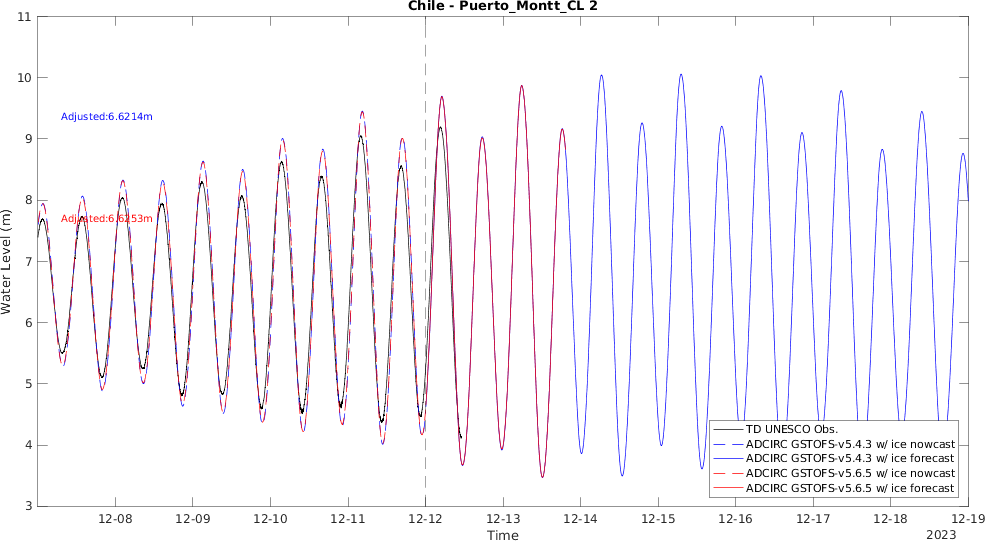 Chile - Puerto_Montt_CL 2
11
10
9
8
7
6
5
4
3
Water Level (m)
Adjusted:6.6214m
Adjusted:6.6253m
TD UNESCO Obs.
ADCIRC GSTOFS-v5.4.3 w/ ice nowcast
ADCIRC GSTOFS-v5.4.3 w/ ice forecast
ADCIRC GSTOFS-v5.6.5 w/ ice nowcast
ADCIRC GSTOFS-v5.6.5 w/ ice forecast
12-08 12-09 12-10 12-11 12-12 12-13 12-14 12-15 12-16 12-17 12-18 12-19
Time
2023